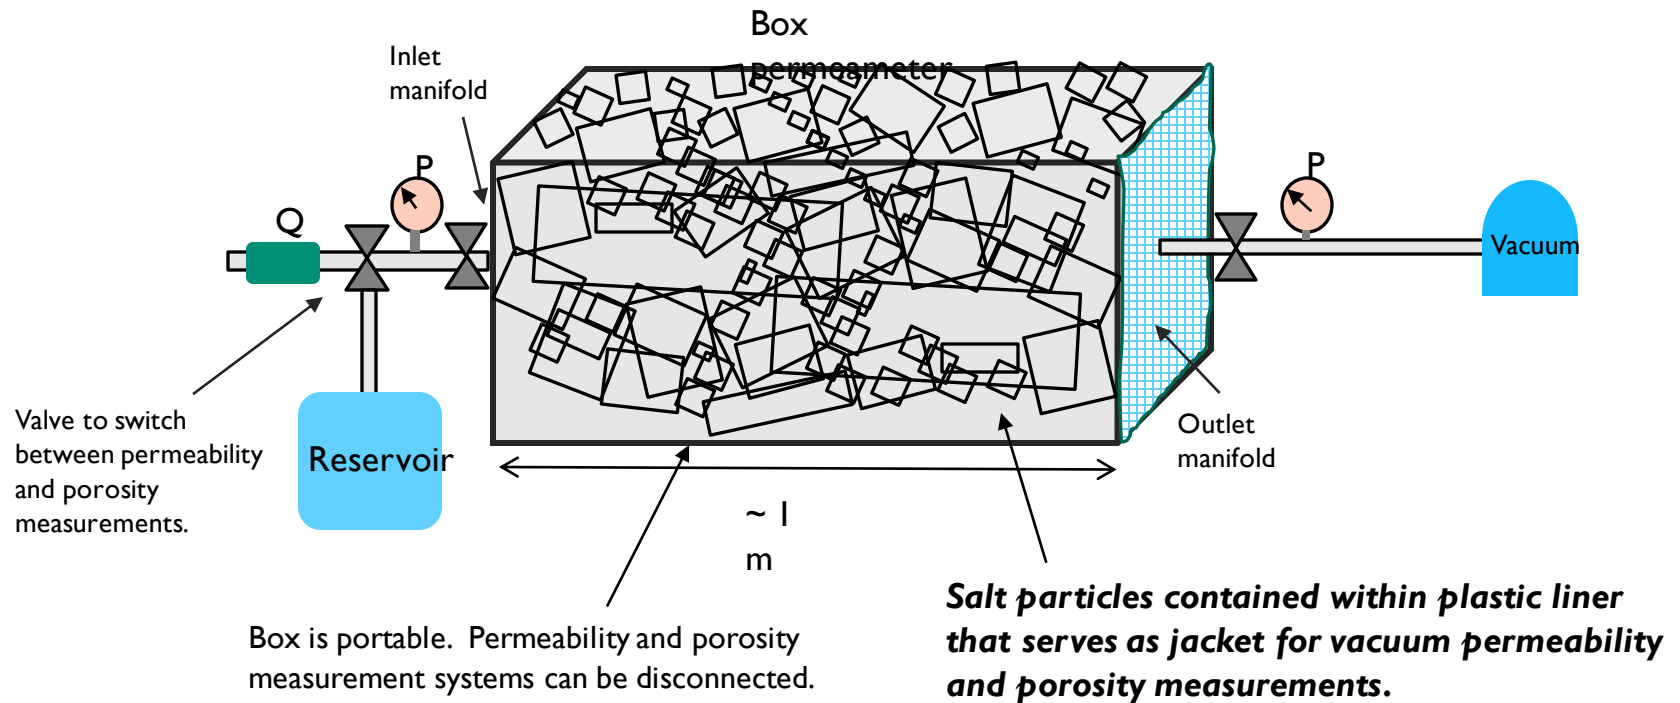 Box
permeameter
Inlet
manifold
P
P
Q
Vacuum
Valve to switch
between permeability
and porosity
measurements.
Reservoir
Outlet
manifold
~ 1
m
Salt particles contained within plastic liner
that serves as jacket for vacuum permeability
and porosity measurements.
Box is portable.  Permeability and porosity
measurement systems can be disconnected.